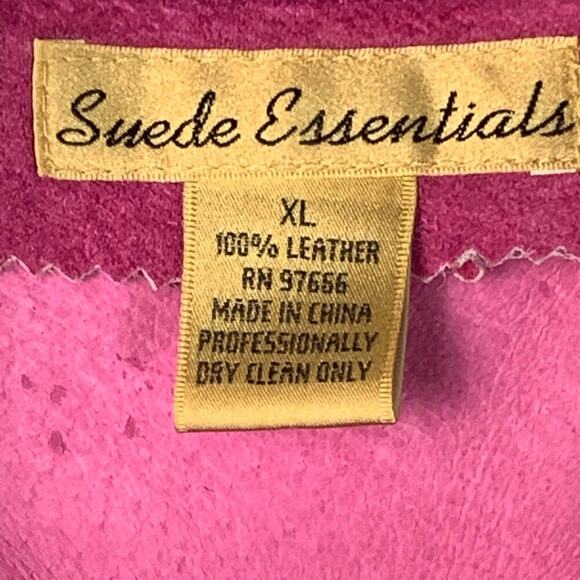 Suede Essentials
XL
100% LEATHER
RN 97666
MADE IN CHINA
PROFESSIONALLY
DRY CLEAN ONLY